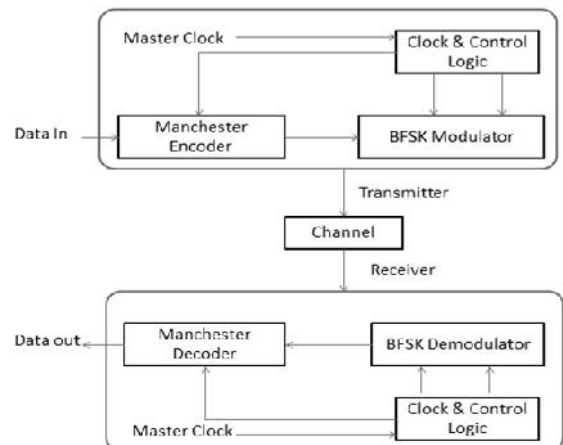 Master Clock
Clock & Control
Logic
Data In
Manchester
Encoder
BFSK Modulator
Transmitter
Channel
Receiver
Data out
Manchester
Decoder
BFSK Demodulator
Master Clock
Clock & Control
Logic